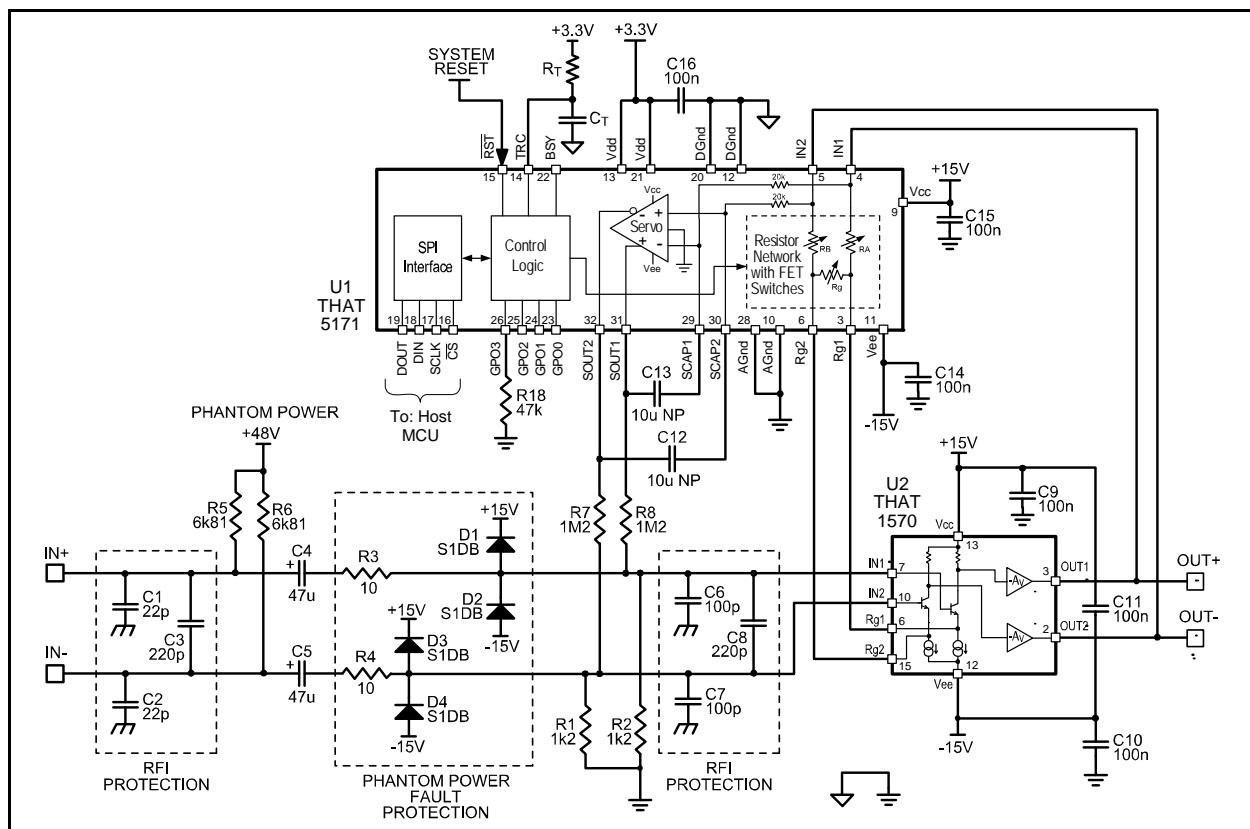 +3.3V
+3.3V
SYSTEM
RESET
RT
CT
C16
100n
RST
TRC
BSY
Vdd
Vdd
DGnd
DGnd
IN2
IN1
15
14
22
13
21
20
12
5
4
+15V
Vcc
9
C15
100n
20k
20k
Vcc
Servo
Vee
SPI
Interface
Control
Logic
Resistor
Network
with FET
Switches
RB
RA
Rg
U1
THAT
5171
19
18
17
16
26
25
24
23
32
31
29
30
28
10
6
3
11
DOUT
DIN
SCLK
CS
GPO3
GPO2
GPO1
GPO0
SOUT2
SOUT1
SCAP1
SCAP2
AGnd
AGnd
Rg2
Rg1
Vee
C14
100n
-15V
To: Host
MCU
R18
47k
C13
10u NP
C12
10u NP
PHANTOM POWER
+48V
R5
6k81
R6
6k81
R7
1M2
R8
1M2
+15V
U2
THAT
1570
C9
100n
Vcc
13
IN+
C1
22p
C3
220p
C4
+
47u
R3
10
+15V
D1
S1DB
D2
S1DB
-15V
+15V
D3
S1DB
IN-
C2
22p
C5
+
47u
R4
10
D4
S1DB
-15V
R1
1k2
R2
1k2
C6
100p
C8
220p
C7
100p
IN1
7
IN2
10
Rg1
6
Rg2
15
-AV
-AV
3
OUT1
2
OUT2
12
Vee
OUT+
-
OUT-
-
C11
100n
-15V
C10
100n
RFI
PROTECTION
PHANTOM POWER
FAULT
PROTECTION
RFI
PROTECTION